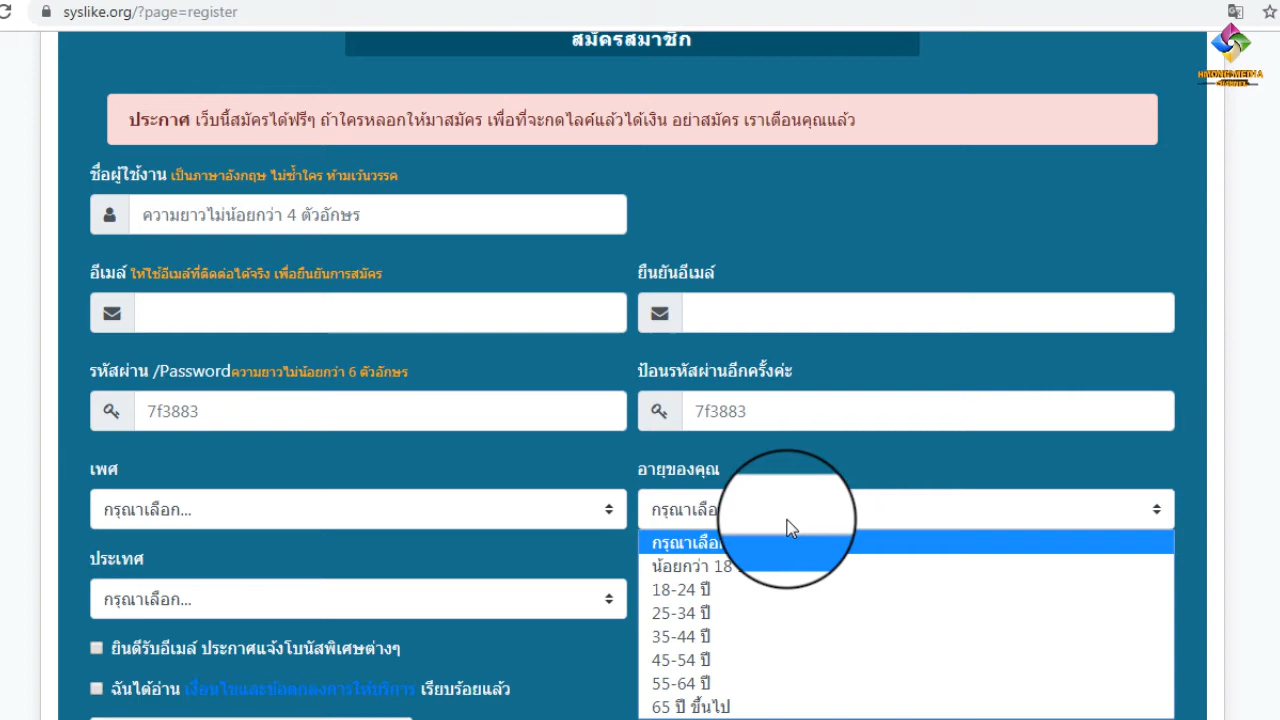 syslike.org/?page=register
HMONGMEDIA
CHANNEL
สมัครสมาชิก
ประกาศ เว็บนี้สมัครได้ฟรีๆ ถ้าใครหลอกให้มาสมัคร เพื่อที่จะกดไลค์แล้วได้เงิน อย่าสมัคร เราเตือนคุณแล้ว
ชื่อผู้ใช้งาน เป็นภาษาอังกฤษ ไม่ซ้ำใคร ห้ามเว้นวรรค
ความยาวไม่น้อยกว่า 4 ตัวอักษร
อีเมล์ ให้ใช้อีเมล์ที่ติดต่อได้จริง เพื่อยืนยันการสมัคร
ยืนยันอีเมล์
รหัสผ่าน /Passwordความยาวไม่น้อยกว่า 6 ตัวอักษร
ป้อนรหัสผ่านอีกครั้งค่ะ
7f3883
7f3883
เพศ
อายุของคุณ
กรุณาเลือก...
กรุณาเลือ
กรุณาเลือก
น้อยกว่า 18
18-24 ปี
25-34 ปี
35-44 ปี
45-54 ปี
55-64 ปี
65 ปี ขึ้นไป
ประเทศ
กรุณาเลือก...
ยินดีรับอีเมล์ ประกาศแจ้งโบนัสพิเศษต่างๆ
ฉันได้อ่าน เงื่อนไขและข้อตกลงการให้บริการ เรียบร้อยแล้ว